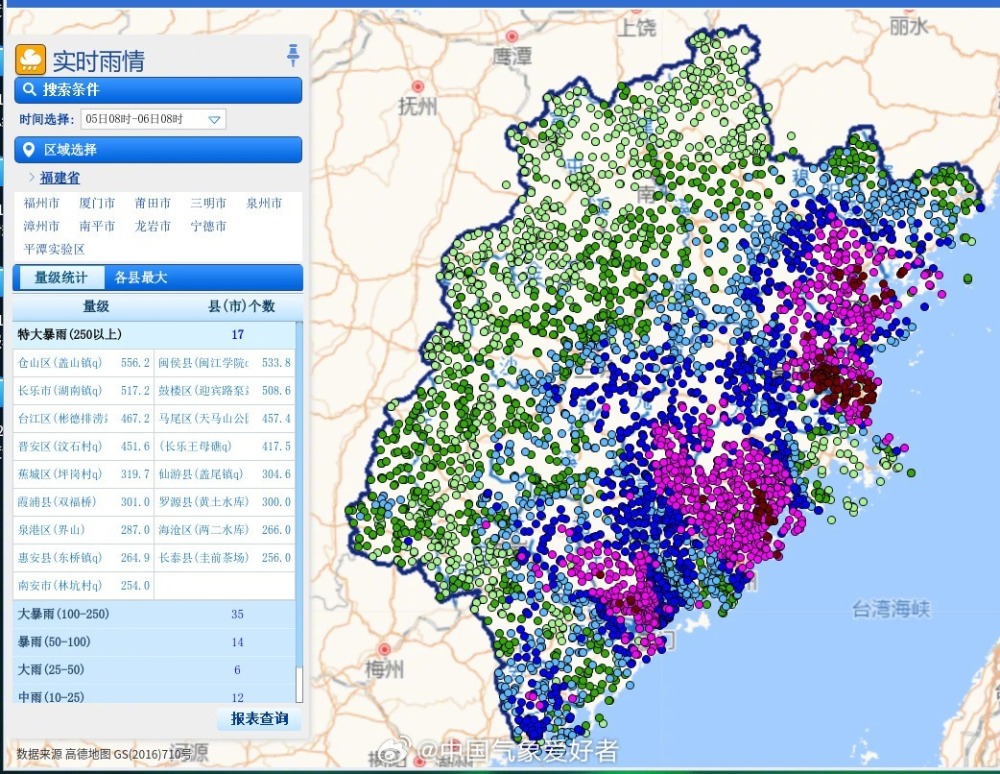 实时雨情
搜索条件
时间选择: 05日08时-06日08时
区域选择
福建省
福州市 厦门市 莆田市 三明市 泉州市
漳州市 南平市 龙岩市 宁德市
平潭实验区
量级统计 各县最大
量级 县(市)个数
特大暴雨(250以上) 17
仓山区(盖山镇q) 556.2 闽侯县(闽江学院 533.8
长乐市(湖南镇q) 517.2 鼓楼区(迎宾路泵 508.6
台江区(彬德排涝 467.2 马尾区(天马山公 457.4
晋安区(汶石村q) 451.6 (长乐王母礁q) 417.5
蕉城区(坪岗村q) 319.7 仙游县(盖尾镇q) 304.6
霞浦县(双福桥) 301.0 罗源县(黄土水库) 300.0
泉港区(界山) 287.0 海沧区(两二水库) 266.0
惠安县(东桥镇q) 264.9 长泰县(圭前茶场) 256.0
南安市(林坑村q) 254.0
大暴雨(100-250) 35
暴雨(50-100) 14
大雨(25-50) 6
中雨(10-25) 12
报表查询
数据来源 高德地图 GS(2016)710号
上饶
丽水
鹰潭
抚州
南
沙
台湾海峡
梅州
@中国气象爱好者